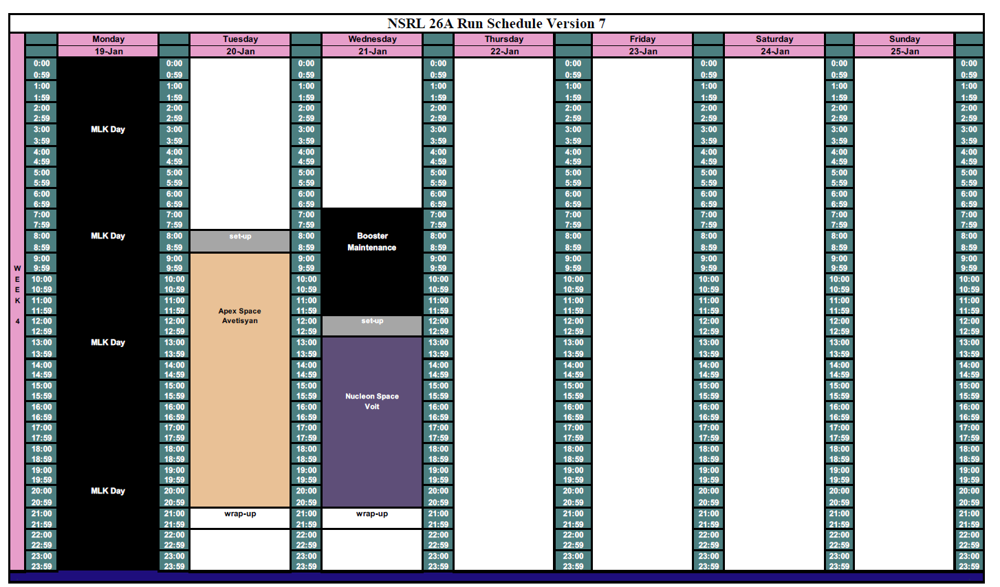 NSRL 26A Run Schedule Version 7
Monday Tuesday Wednesday Thursday Friday Saturday Sunday
19-Jan 20-Jan 21-Jan 22-Jan 23-Jan 24-Jan 25-Jan
0:00 0:00 0:00 0:00 0:00 0:00 0:00 0:00
0:59 0:59 0:59 0:59 0:59 0:59 0:59 0:59
1:00 1:00 1:00 1:00 1:00 1:00 1:00 1:00
1:59 1:59 1:59 1:59 1:59 1:59 1:59 1:59
2:00 2:00 2:00 2:00 2:00 2:00 2:00 2:00
2:59 2:59 2:59 2:59 2:59 2:59 2:59 2:59
3:00 MLK Day 3:00 3:00 3:00 3:00 3:00 3:00 3:00
3:59 3:59 3:59 3:59 3:59 3:59 3:59 3:59
4:00 4:00 4:00 4:00 4:00 4:00 4:00 4:00
4:59 4:59 4:59 4:59 4:59 4:59 4:59 4:59
5:00 5:00 5:00 5:00 5:00 5:00 5:00 5:00
5:59 5:59 5:59 5:59 5:59 5:59 5:59 5:59
6:00 6:00 6:00 6:00 6:00 6:00 6:00 6:00
6:59 6:59 6:59 6:59 6:59 6:59 6:59 6:59
7:00 7:00 7:00 7:00 7:00 7:00 7:00 7:00
7:59 7:59 7:59 7:59 7:59 7:59 7:59 7:59
8:00 MLK Day 8:00 set-up 8:00 Booster 8:00 8:00 8:00 8:00 8:00
8:59 8:59 8:59 Maintenance 8:59 8:59 8:59 8:59 8:59
9:00 9:00 9:00 9:00 9:00 9:00 9:00 9:00
W 9:59 9:59 9:59 9:59 9:59 9:59 9:59 9:59
E 10:00 10:00 10:00 10:00 10:00 10:00 10:00 10:00
E 10:59 10:59 10:59 10:59 10:59 10:59 10:59 10:59
K 11:00 11:00 11:00 11:00 11:00 11:00 11:00 11:00
11:59 11:59 Apex Space 11:59 11:59 11:59 11:59 11:59 11:59
4 12:00 12:00 Avetisyan 12:00 set-up 12:00 12:00 12:00 12:00 12:00
12:59 12:59 12:59 12:59 12:59 12:59 12:59 12:59
13:00 MLK Day 13:00 13:00 13:00 13:00 13:00 13:00 13:00
13:59 13:59 13:59 13:59 13:59 13:59 13:59 13:59
14:00 14:00 14:00 14:00 14:00 14:00 14:00 14:00
14:59 14:59 14:59 14:59 14:59 14:59 14:59 14:59
15:00 15:00 15:00 15:00 15:00 15:00 15:00 15:00
15:59 15:59 15:59 Nucleon Space 15:59 15:59 15:59 15:59 15:59
16:00 16:00 16:00 Voit 16:00 16:00 16:00 16:00 16:00
16:59 16:59 16:59 16:59 16:59 16:59 16:59 16:59
17:00 17:00 17:00 17:00 17:00 17:00 17:00 17:00
17:59 17:59 17:59 17:59 17:59 17:59 17:59 17:59
18:00 18:00 18:00 18:00 18:00 18:00 18:00 18:00
18:59 18:59 18:59 18:59 18:59 18:59 18:59 18:59
19:00 19:00 19:00 19:00 19:00 19:00 19:00 19:00
19:59 19:59 19:59 19:59 19:59 19:59 19:59 19:59
20:00 MLK Day 20:00 20:00 20:00 20:00 20:00 20:00 20:00
20:59 20:59 20:59 20:59 20:59 20:59 20:59 20:59
21:00 21:00 wrap-up 21:00 wrap-up 21:00 21:00 21:00 21:00 21:00
21:59 21:59 21:59 21:59 21:59 21:59 21:59 21:59
22:00 22:00 22:00 22:00 22:00 22:00 22:00 22:00
22:59 22:59 22:59 22:59 22:59 22:59 22:59 22:59
23:00 23:00 23:00 23:00 23:00 23:00 23:00 23:00
23:59 23:59 23:59 23:59 23:59 23:59 23:59 23:59